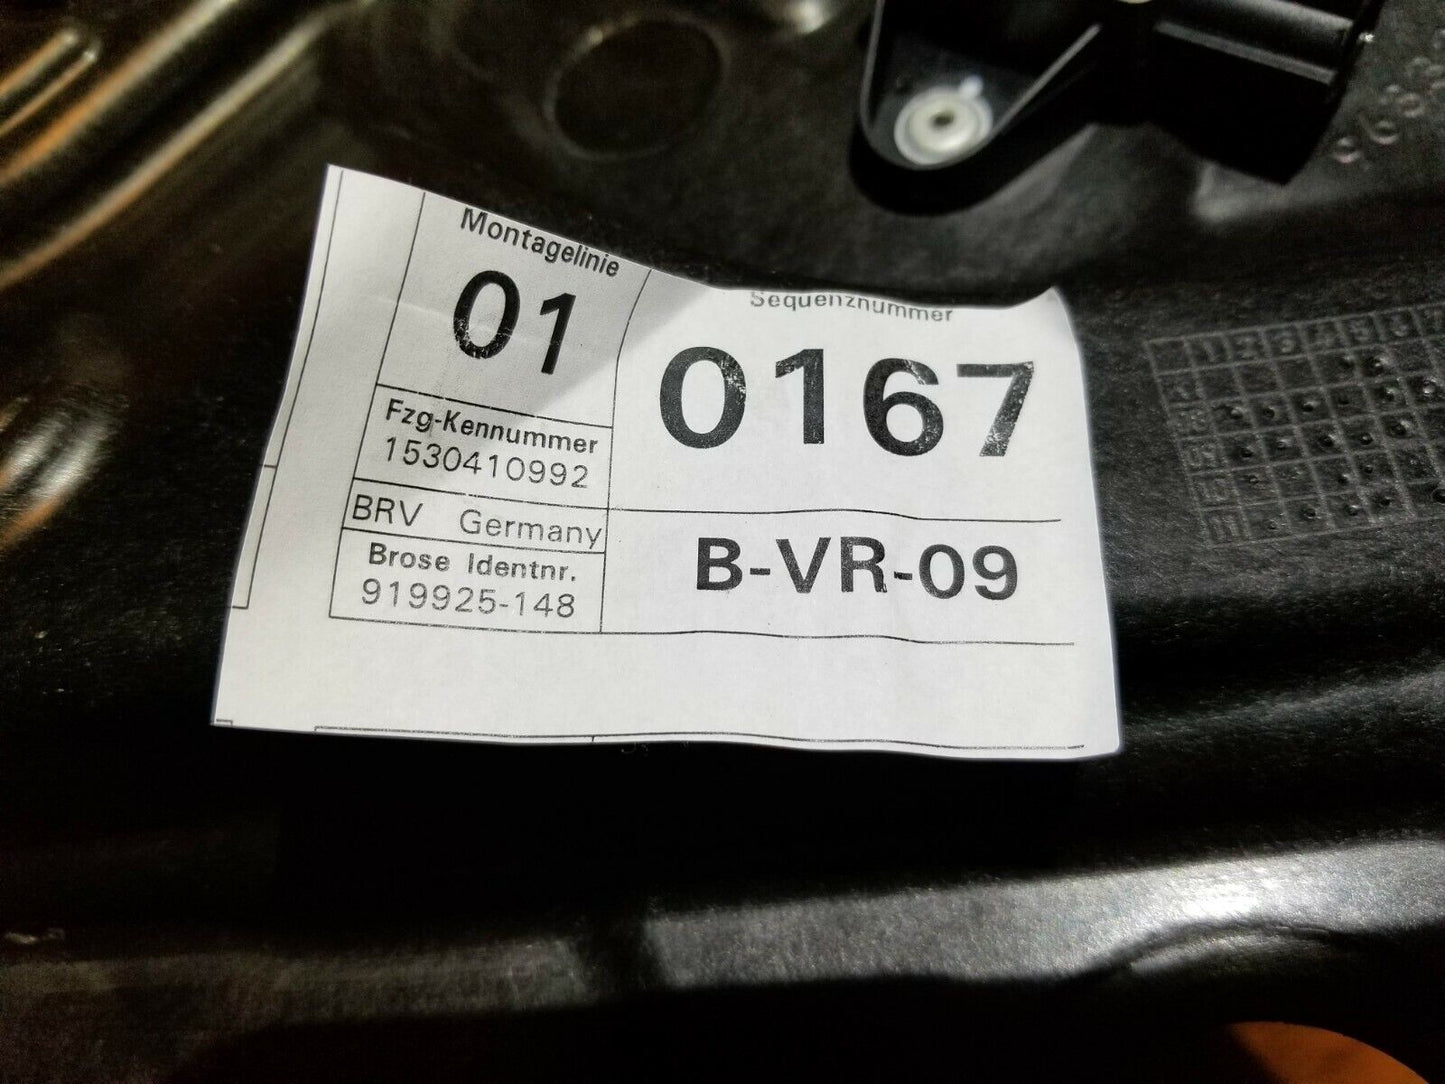 Montagelinie
01
Sequenznummer
0167
Fzg-Kennummer
1530410992
BRV Germany
B-VR-09
Brose Identnr.
919925-148